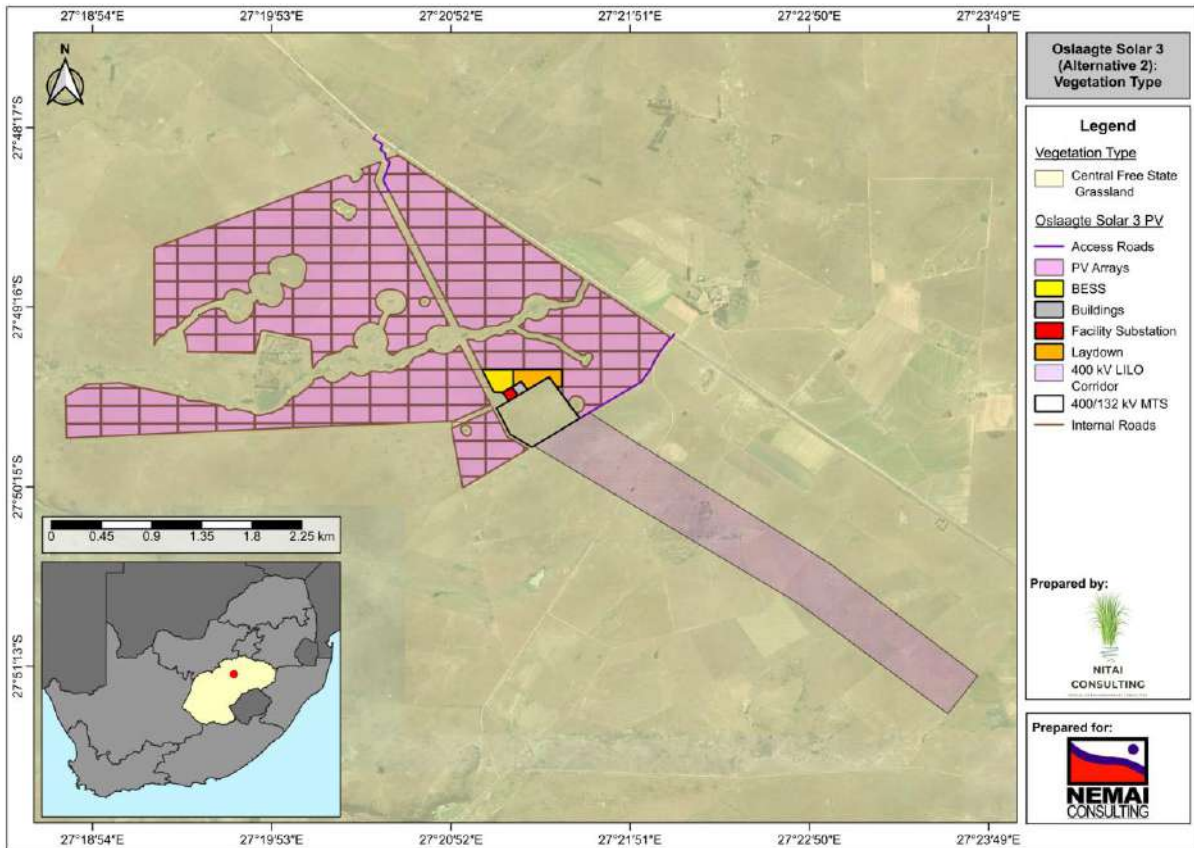 27°18'54"E 27°19'53"E 27°20'52"E 27°21'51"E 27°22'50"E 27°23'49"E
Oslaagte Solar 3
(Alternative 2):
Vegetation Type
N
27°48'17"S
27°49'16"S
27°50'15"S
27°51'13"S
Legend
Vegetation Type
Central Free State
Grassland
Oslaagte Solar 3 PV
Access Roads
PV Arrays
BESS
Buildings
Facility Substation
Laydown
400 kV LILO
Corridor
400/132 kV MTS
Internal Roads
0 0.45 0.9 1.35 1.8 2.25 km
Prepared by:
NITAI
CONSULTING
Prepared for:
NEMAI
CONSULTING
27°18'54"E 27°19'53"E 27°20'52"E 27°21'51"E 27°22'50"E 27°23'49"E